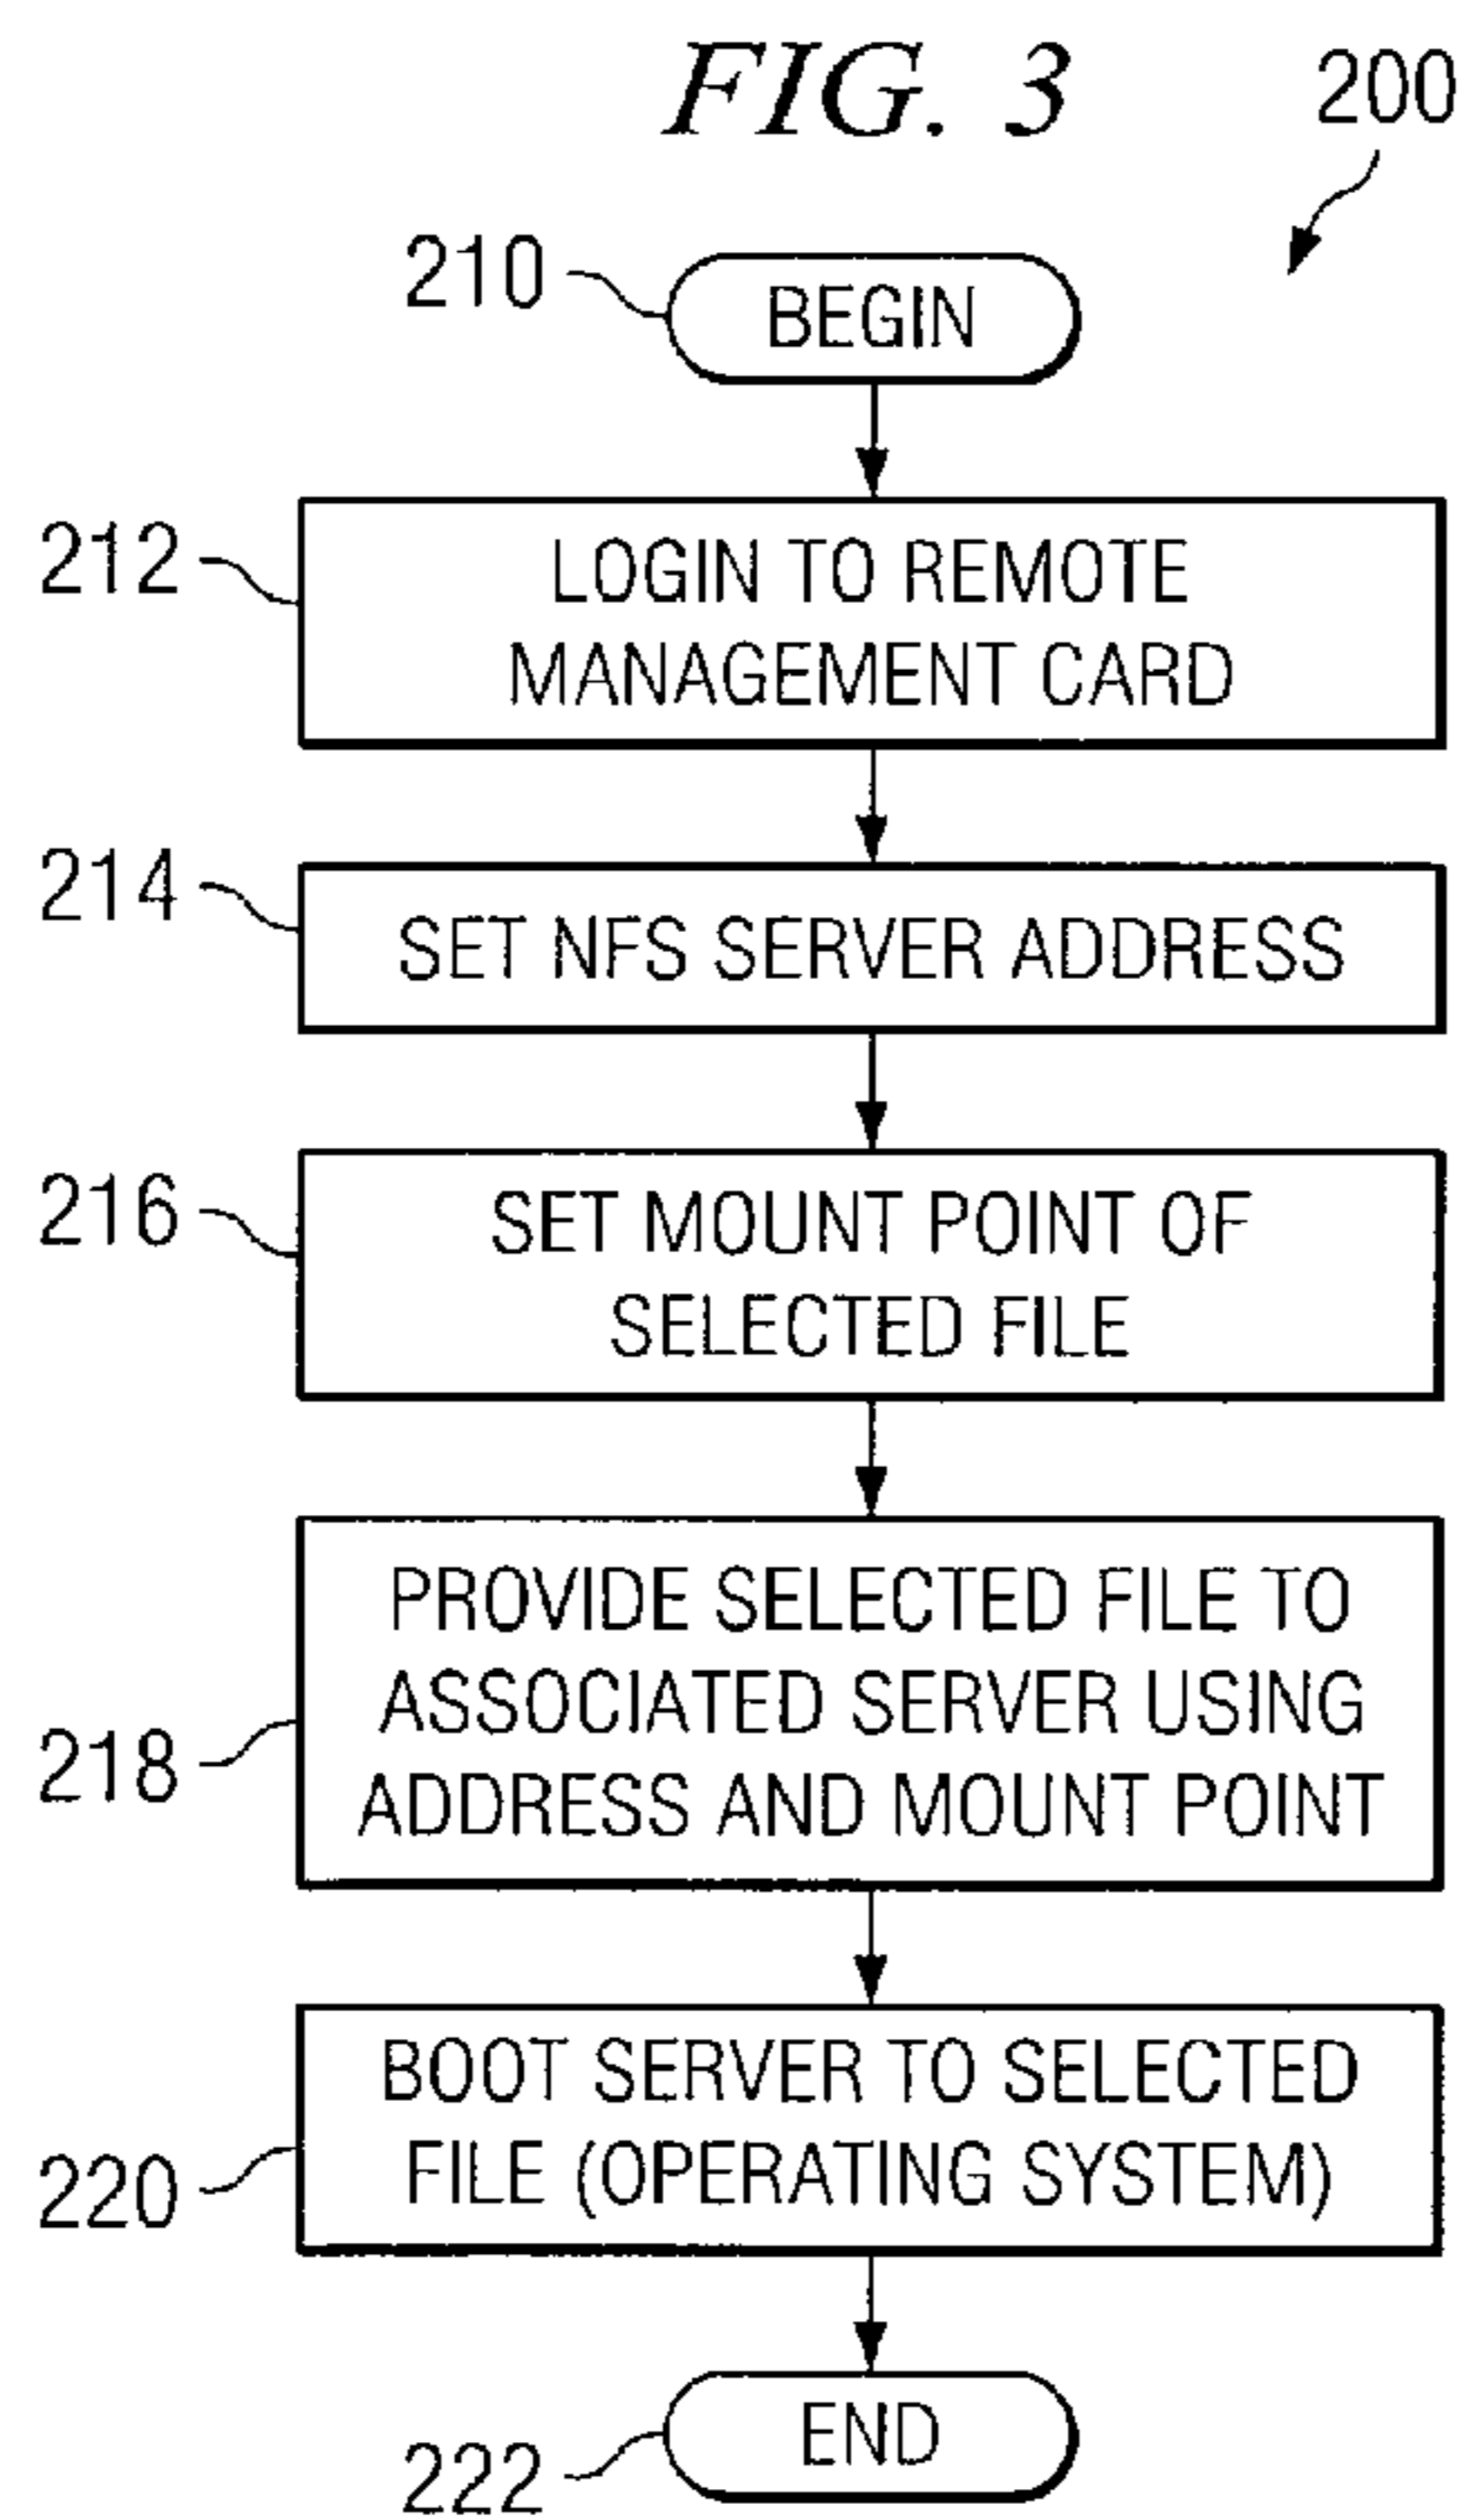 FIG. 3
200
210
BEGIN
212
LOGIN TO REMOTE
MANAGEMENT CARD
214
SET NFS SERVER ADDRESS
216
SET MOUNT POINT OF
SELECTED FILE
218
PROVIDE SELECTED FILE TO
ASSOCIATED SERVER USING
ADDRESS AND MOUNT POINT
220
BOOT SERVER TO SELECTED
FILE (OPERATING SYSTEM)
222
END